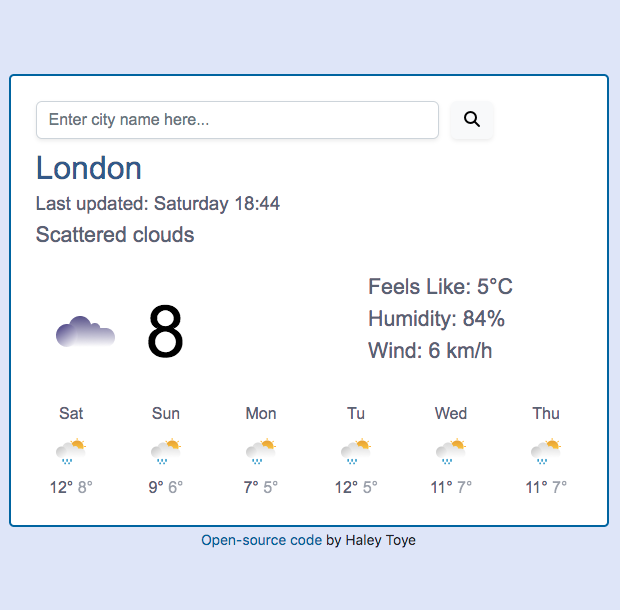 Enter city name here...
London
Last updated: Saturday 18:44
Scattered clouds
8
Feels Like: 5°C
Humidity: 84%
Wind: 6 km/h
Sat Sun Mon Tu Wed Thu
12° 8° 9° 6° 7° 5° 12° 5° 11° 7° 11° 7°
Open-source code by Haley Toye